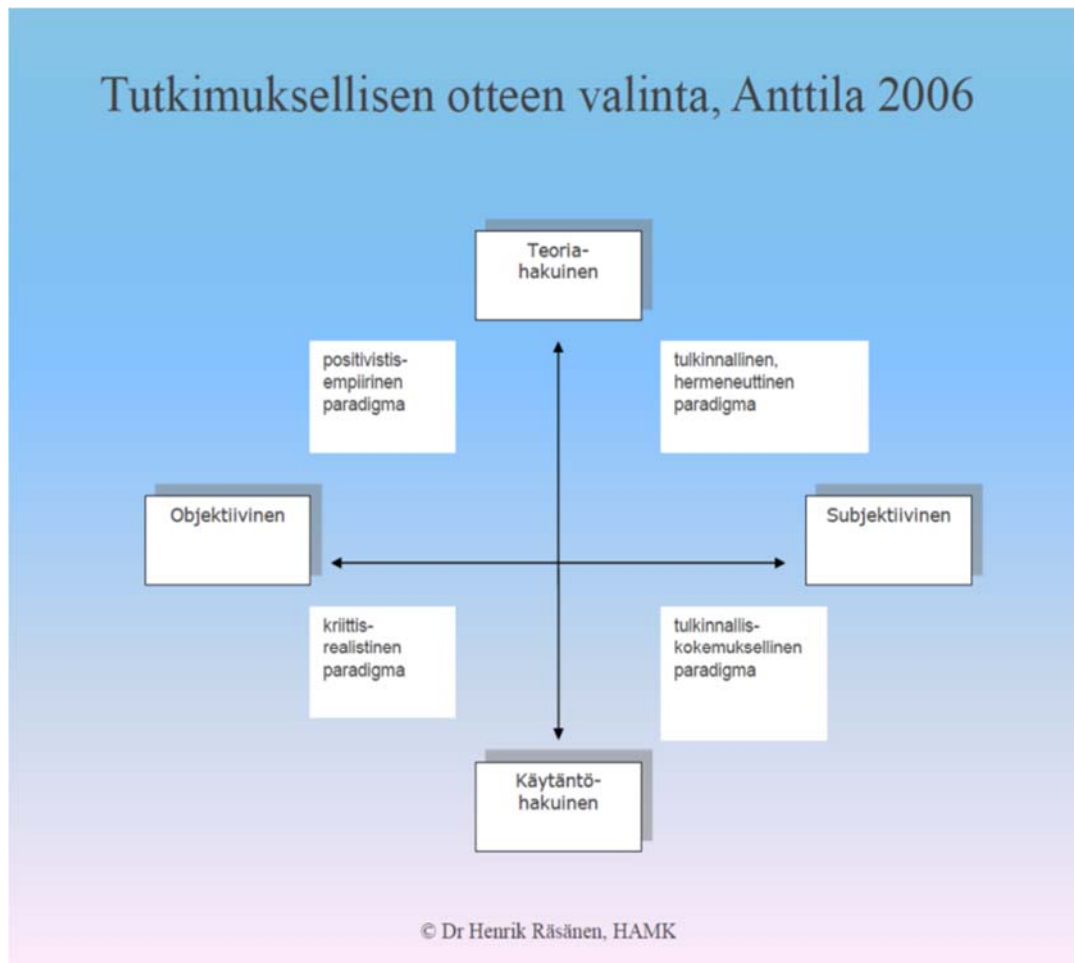 Tutkimuksellisen otteen valinta, Anttila 2006
Teoria-
hakuinen
positivistis-
empiirinen
paradigma
tulkinnallinen,
hermeneuttinen
paradigma
Objektiivinen
Subjektiivinen
kriittis-
realistinen
paradigma
tulkinnallis-
kokemuksellinen
paradigma
Käytäntö-
hakuinen
© Dr Henrik Räsänen, HAMK